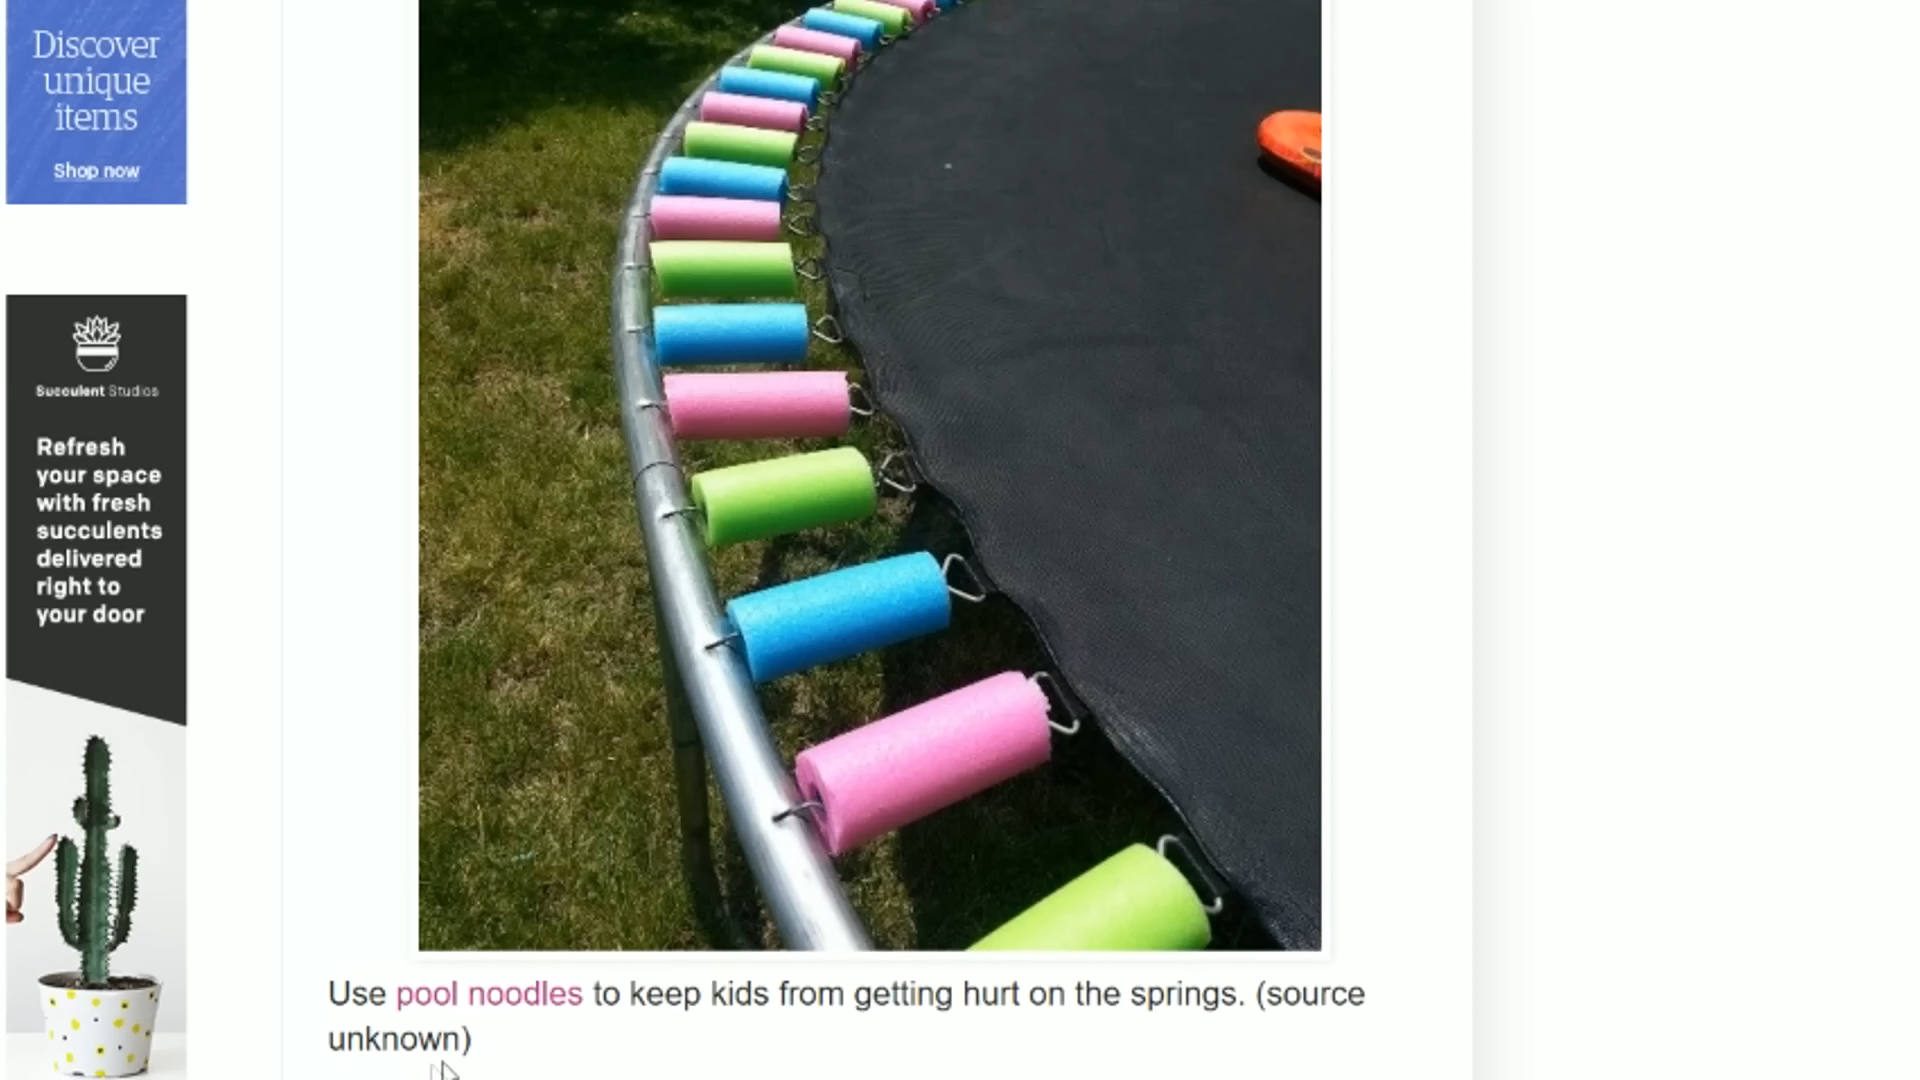 Discover
unique
items
Shop now
Succulent Studios
Refresh
your space
with fresh
succulents
delivered
right to
your door
Use pool noodles to keep kids from getting hurt on the springs. (source
unknown)